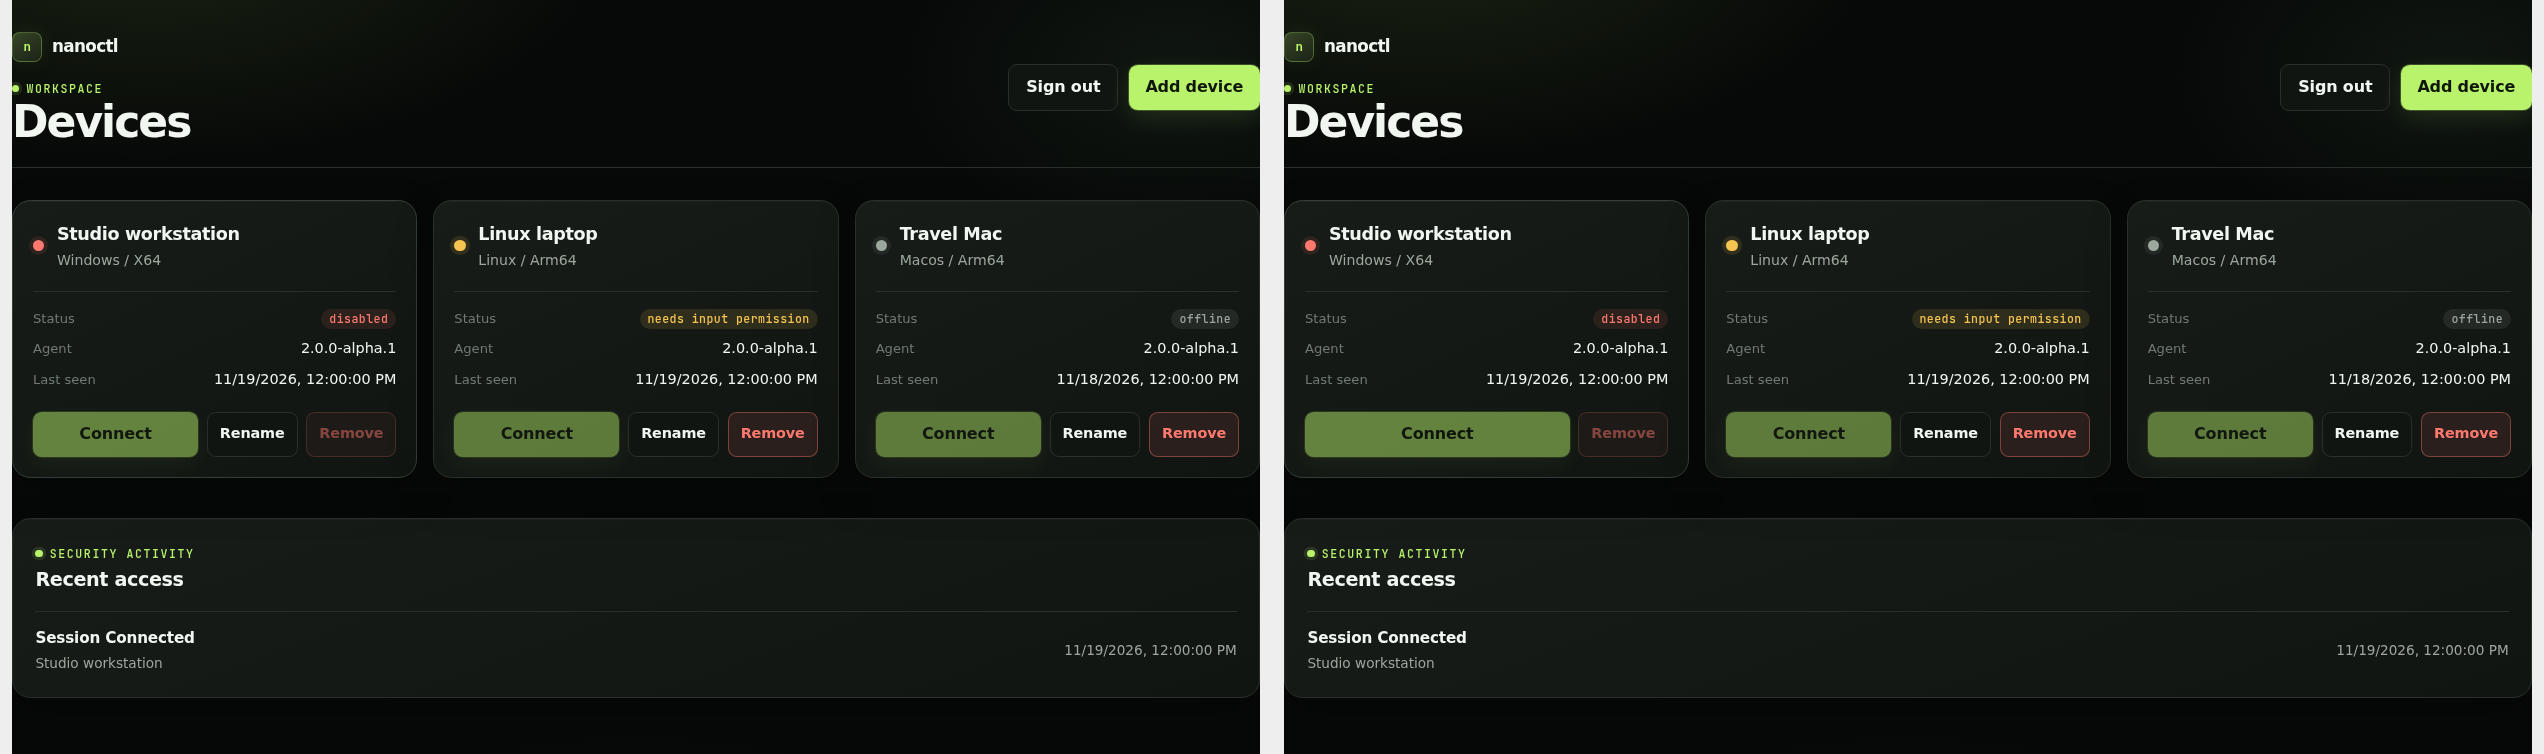 n nanoctl
WORKSPACE
Devices
Sign out Add device
Studio workstation
Windows / X64
Status disabled
Agent 2.0.0-alpha.1
Last seen 11/19/2026, 12:00:00 PM
Connect Rename Remove
Linux laptop
Linux / Arm64
Status needs input permission
Agent 2.0.0-alpha.1
Last seen 11/19/2026, 12:00:00 PM
Connect Rename Remove
Travel Mac
Macos / Arm64
Status offline
Agent 2.0.0-alpha.1
Last seen 11/18/2026, 12:00:00 PM
Connect Rename Remove
SECURITY ACTIVITY
Recent access
Session Connected
Studio workstation
11/19/2026, 12:00:00 PM
n nanoctl
WORKSPACE
Devices
Sign out Add device
Studio workstation
Windows / X64
Status disabled
Agent 2.0.0-alpha.1
Last seen 11/19/2026, 12:00:00 PM
Connect Remove
Linux laptop
Linux / Arm64
Status needs input permission
Agent 2.0.0-alpha.1
Last seen 11/19/2026, 12:00:00 PM
Connect Rename Remove
Travel Mac
Macos / Arm64
Status offline
Agent 2.0.0-alpha.1
Last seen 11/18/2026, 12:00:00 PM
Connect Rename Remove
SECURITY ACTIVITY
Recent access
Session Connected
Studio workstation
11/19/2026, 12:00:00 PM